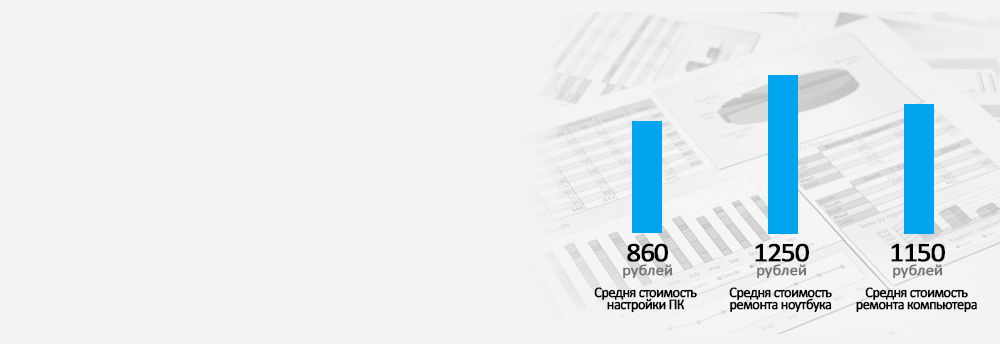 860
рублей
Средня стоимость
настройки ПК
1250
рублей
Средня стоимость
ремонта ноутбука
1150
рублей
Средня стоимость
ремонта компьютера